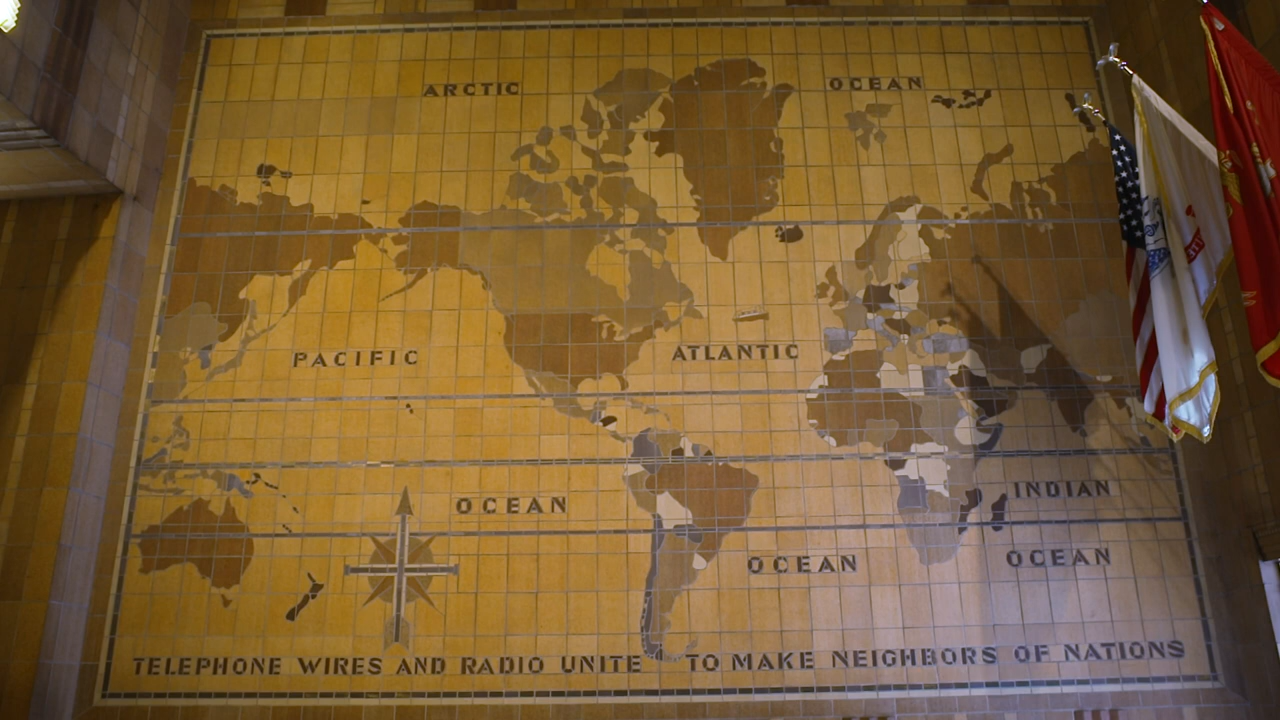 ARCTIC OCEAN
PACIFIC
ATLANTIC
OCEAN
INDIAN
OCEAN
OCEAN
TELEPHONE WIRES AND RADIO UNITE TO MAKE NEIGHBORS OF NATIONS